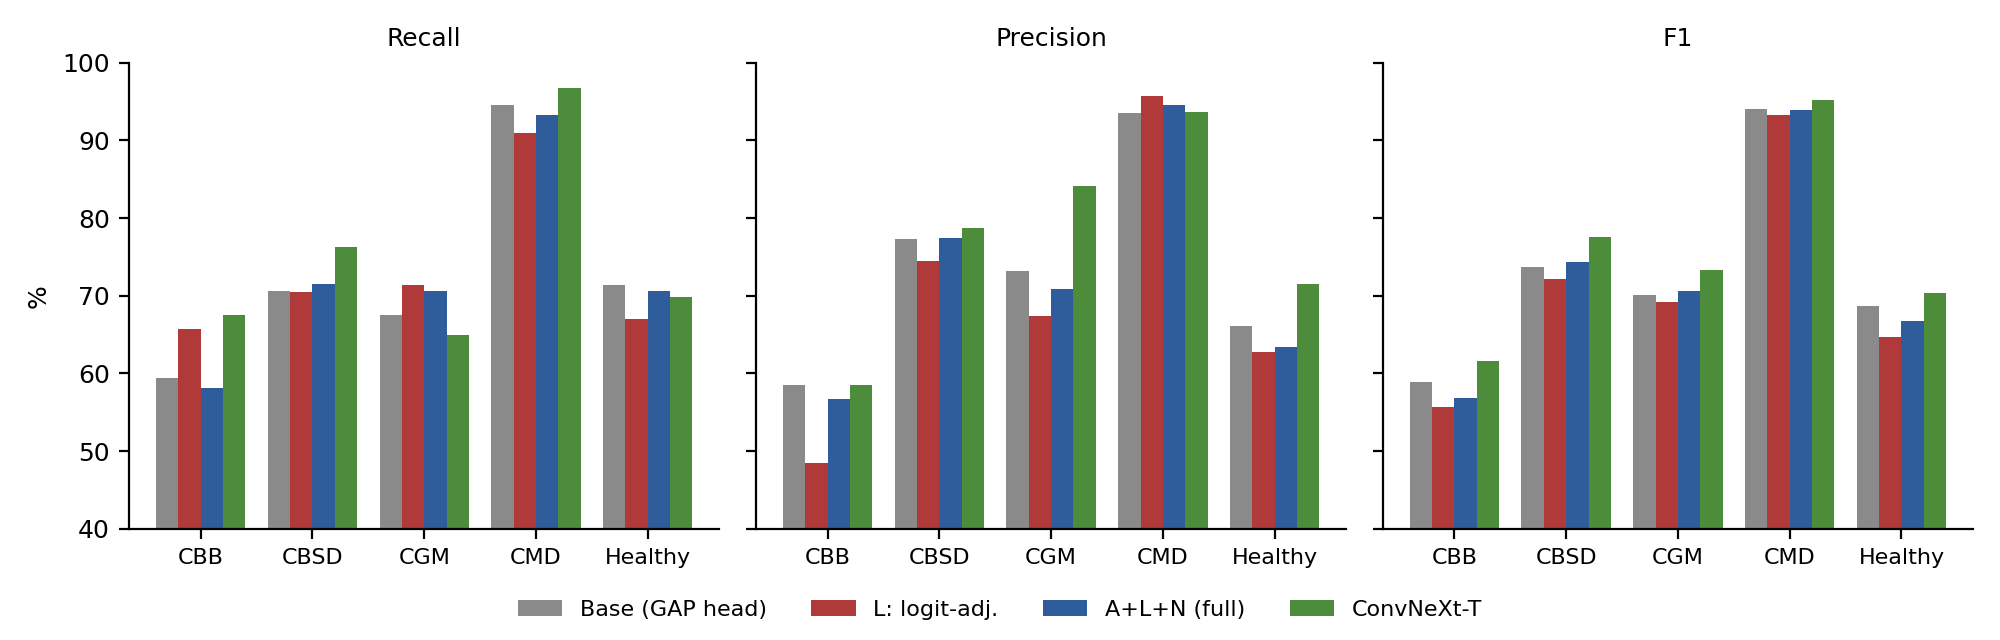 Recall Precision F1
100
90
80
70
60
50
40
%
CBB CBSD CGM CMD Healthy CBB CBSD CGM CMD Healthy CBB CBSD CGM CMD Healthy
Base (GAP head) L: logit-adj. A+L+N (full) ConvNeXt-T